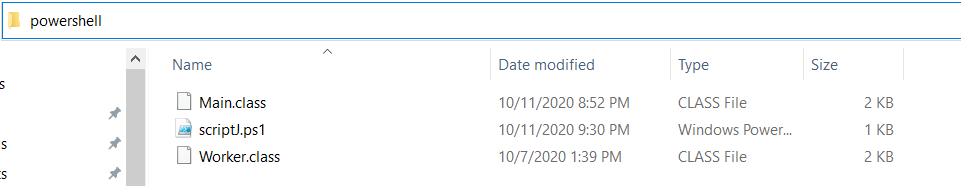 powershell
Name Date modified Type Size
Main.class 10/11/2020 8:52 PM CLASS File 2 KB
scriptJ.ps1 10/11/2020 9:30 PM Windows Power... 1 KB
Worker.class 10/7/2020 1:39 PM CLASS File 2 KB